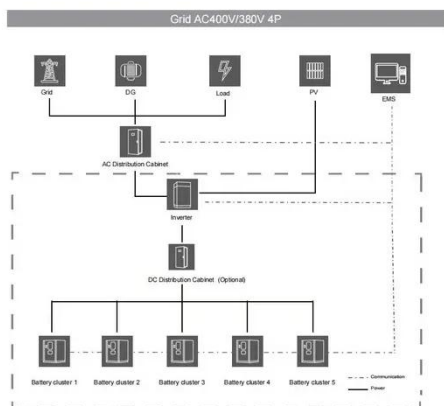 Grid AC400V/380V 4P
Grid
DG
Load
PV
EMS
AC Distribution Cabinet
Inverter
DC Distribution Cabinet (Optional)
Battery cluster 1
Battery cluster 2
Battery cluster 3
Battery cluster 4
Battery cluster 5
Communication
Power